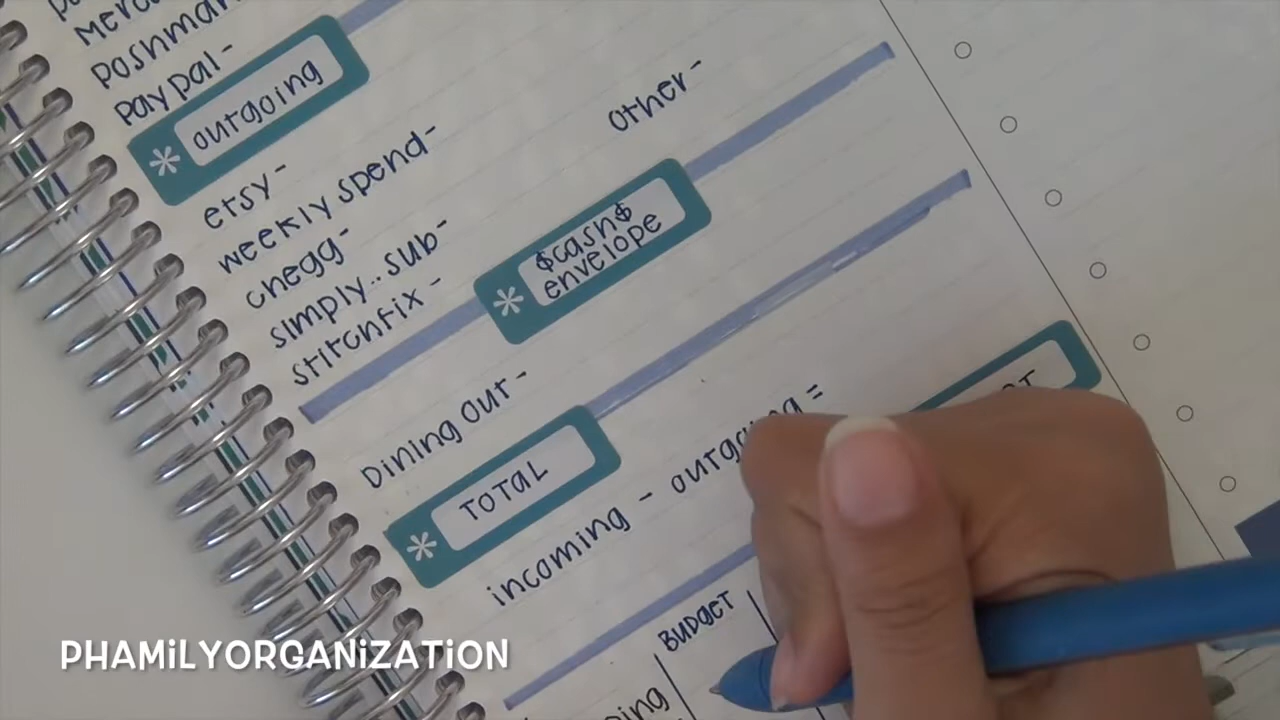 Poshmar
PayPal -
outgoing
etsy -
weekly spend -
chegg -
simply..sub -
stitchfix -
other -
$cash$
envelope
Dining out -
TOTAL
incoming - outgoing =
BUDGET
PHAMiLYORGANiZATiON